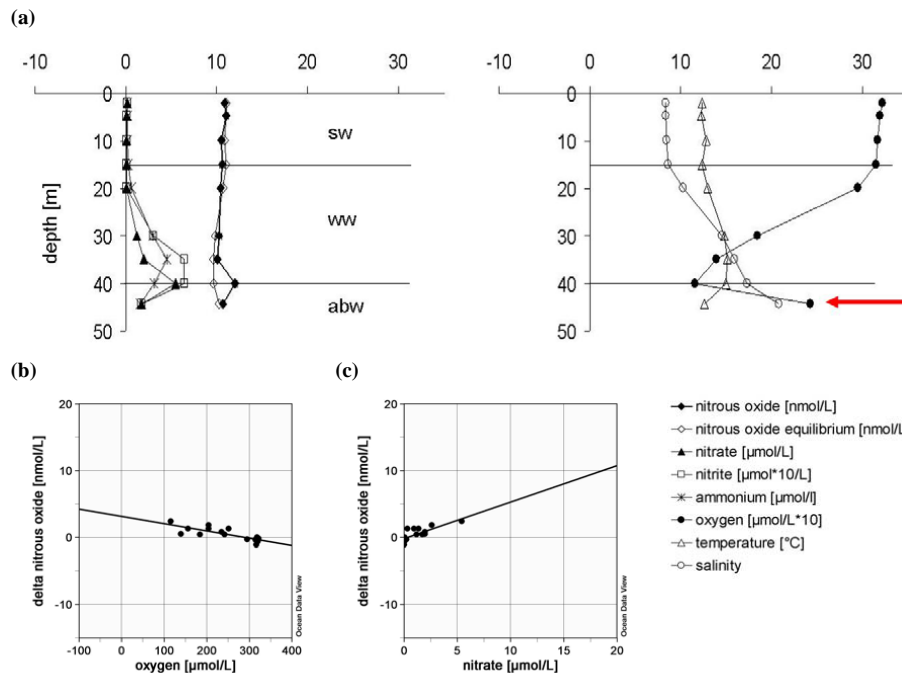 (a)
-10 0 10 20 30
-10 0 10 20 30
depth [m]
0
10
20
30
40
50
sw
ww
abw
0
10
20
30
40
50
(b)
delta nitrous oxide [nmol/L]
20
10
0
-10
-100 0 100 200 300 400
oxygen [µmol/L]
Ocean Data View
(c)
delta nitrous oxide [nmol/L]
20
10
0
-10
0 5 10 15 20
nitrate [µmol/L]
Ocean Data View
nitrous oxide [nmol/L]
nitrous oxide equilibrium [nmol/L
nitrate [µmol/L]
nitrite [µmol*10/L]
ammonium [µmol/l]
oxygen [µmol/L*10]
temperature [°C]
salinity